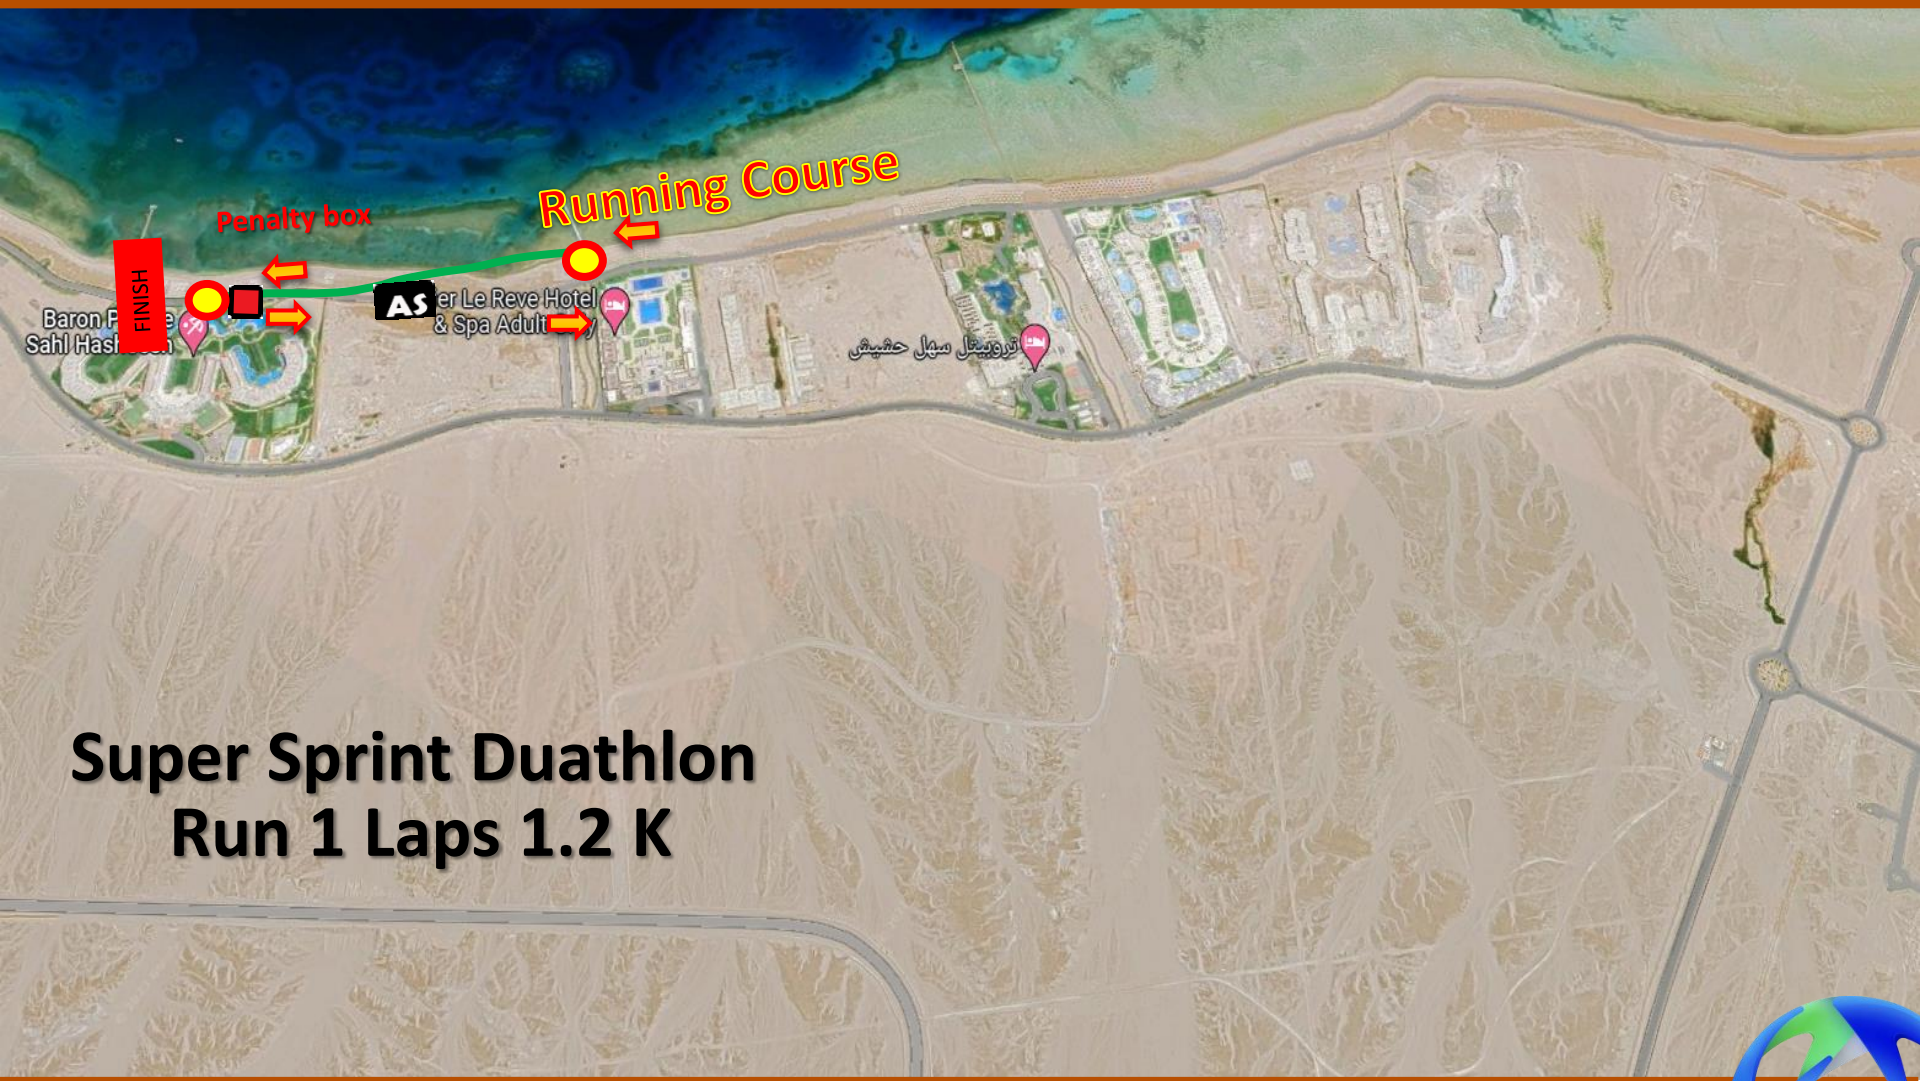 Running Course
Penalty box
FINISH
AS
er Le Reve Hotel
& Spa Adult
Baron P
Sahl Hash
تروبيتل سهل حشيش
Super Sprint Duathlon
Run 1 Laps 1.2 K